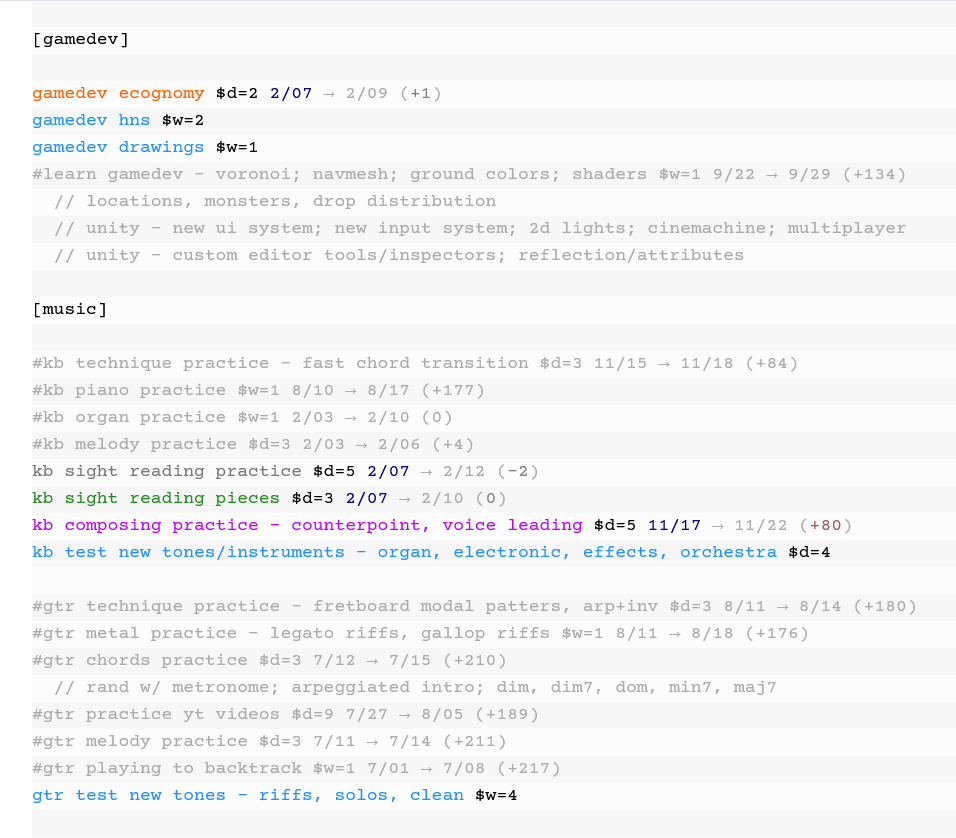 [gamedev]
gamedev ecognomy $d=2 2/07 → 2/09 (+1)
gamedev hns $w=2
gamedev drawings $w=1
#learn gamedev - voronoi; navmesh; ground colors; shaders $w=1 9/22 → 9/29 (+134)
// locations, monsters, drop distribution
// unity - new ui system; new input system; 2d lights; cinemachine; multiplayer
// unity - custom editor tools/inspectors; reflection/attributes
[music]
#kb technique practice - fast chord transition $d=3 11/15 → 11/18 (+84)
#kb piano practice $w=1 8/10 → 8/17 (+177)
#kb organ practice $w=1 2/03 → 2/10 (0)
#kb melody practice $d=3 2/03 → 2/06 (+4)
kb sight reading practice $d=5 2/07 → 2/12 (-2)
kb sight reading pieces $d=3 2/07 → 2/10 (0)
kb composing practice - counterpoint, voice leading $d=5 11/17 → 11/22 (+80)
kb test new tones/instruments - organ, electronic, effects, orchestra $d=4
#gtr technique practice - fretboard modal patters, arp+inv $d=3 8/11 → 8/14 (+180)
#gtr metal practice - legato riffs, gallop riffs $w=1 8/11 → 8/18 (+176)
#gtr chords practice $d=3 7/12 → 7/15 (+210)
// rand w/ metronome; arpeggiated intro; dim, dim7, dom, min7, maj7
#gtr practice yt videos $d=9 7/27 → 8/05 (+189)
#gtr melody practice $d=3 7/11 → 7/14 (+211)
#gtr playing to backtrack $w=1 7/01 → 7/08 (+217)
gtr test new tones - riffs, solos, clean $w=4